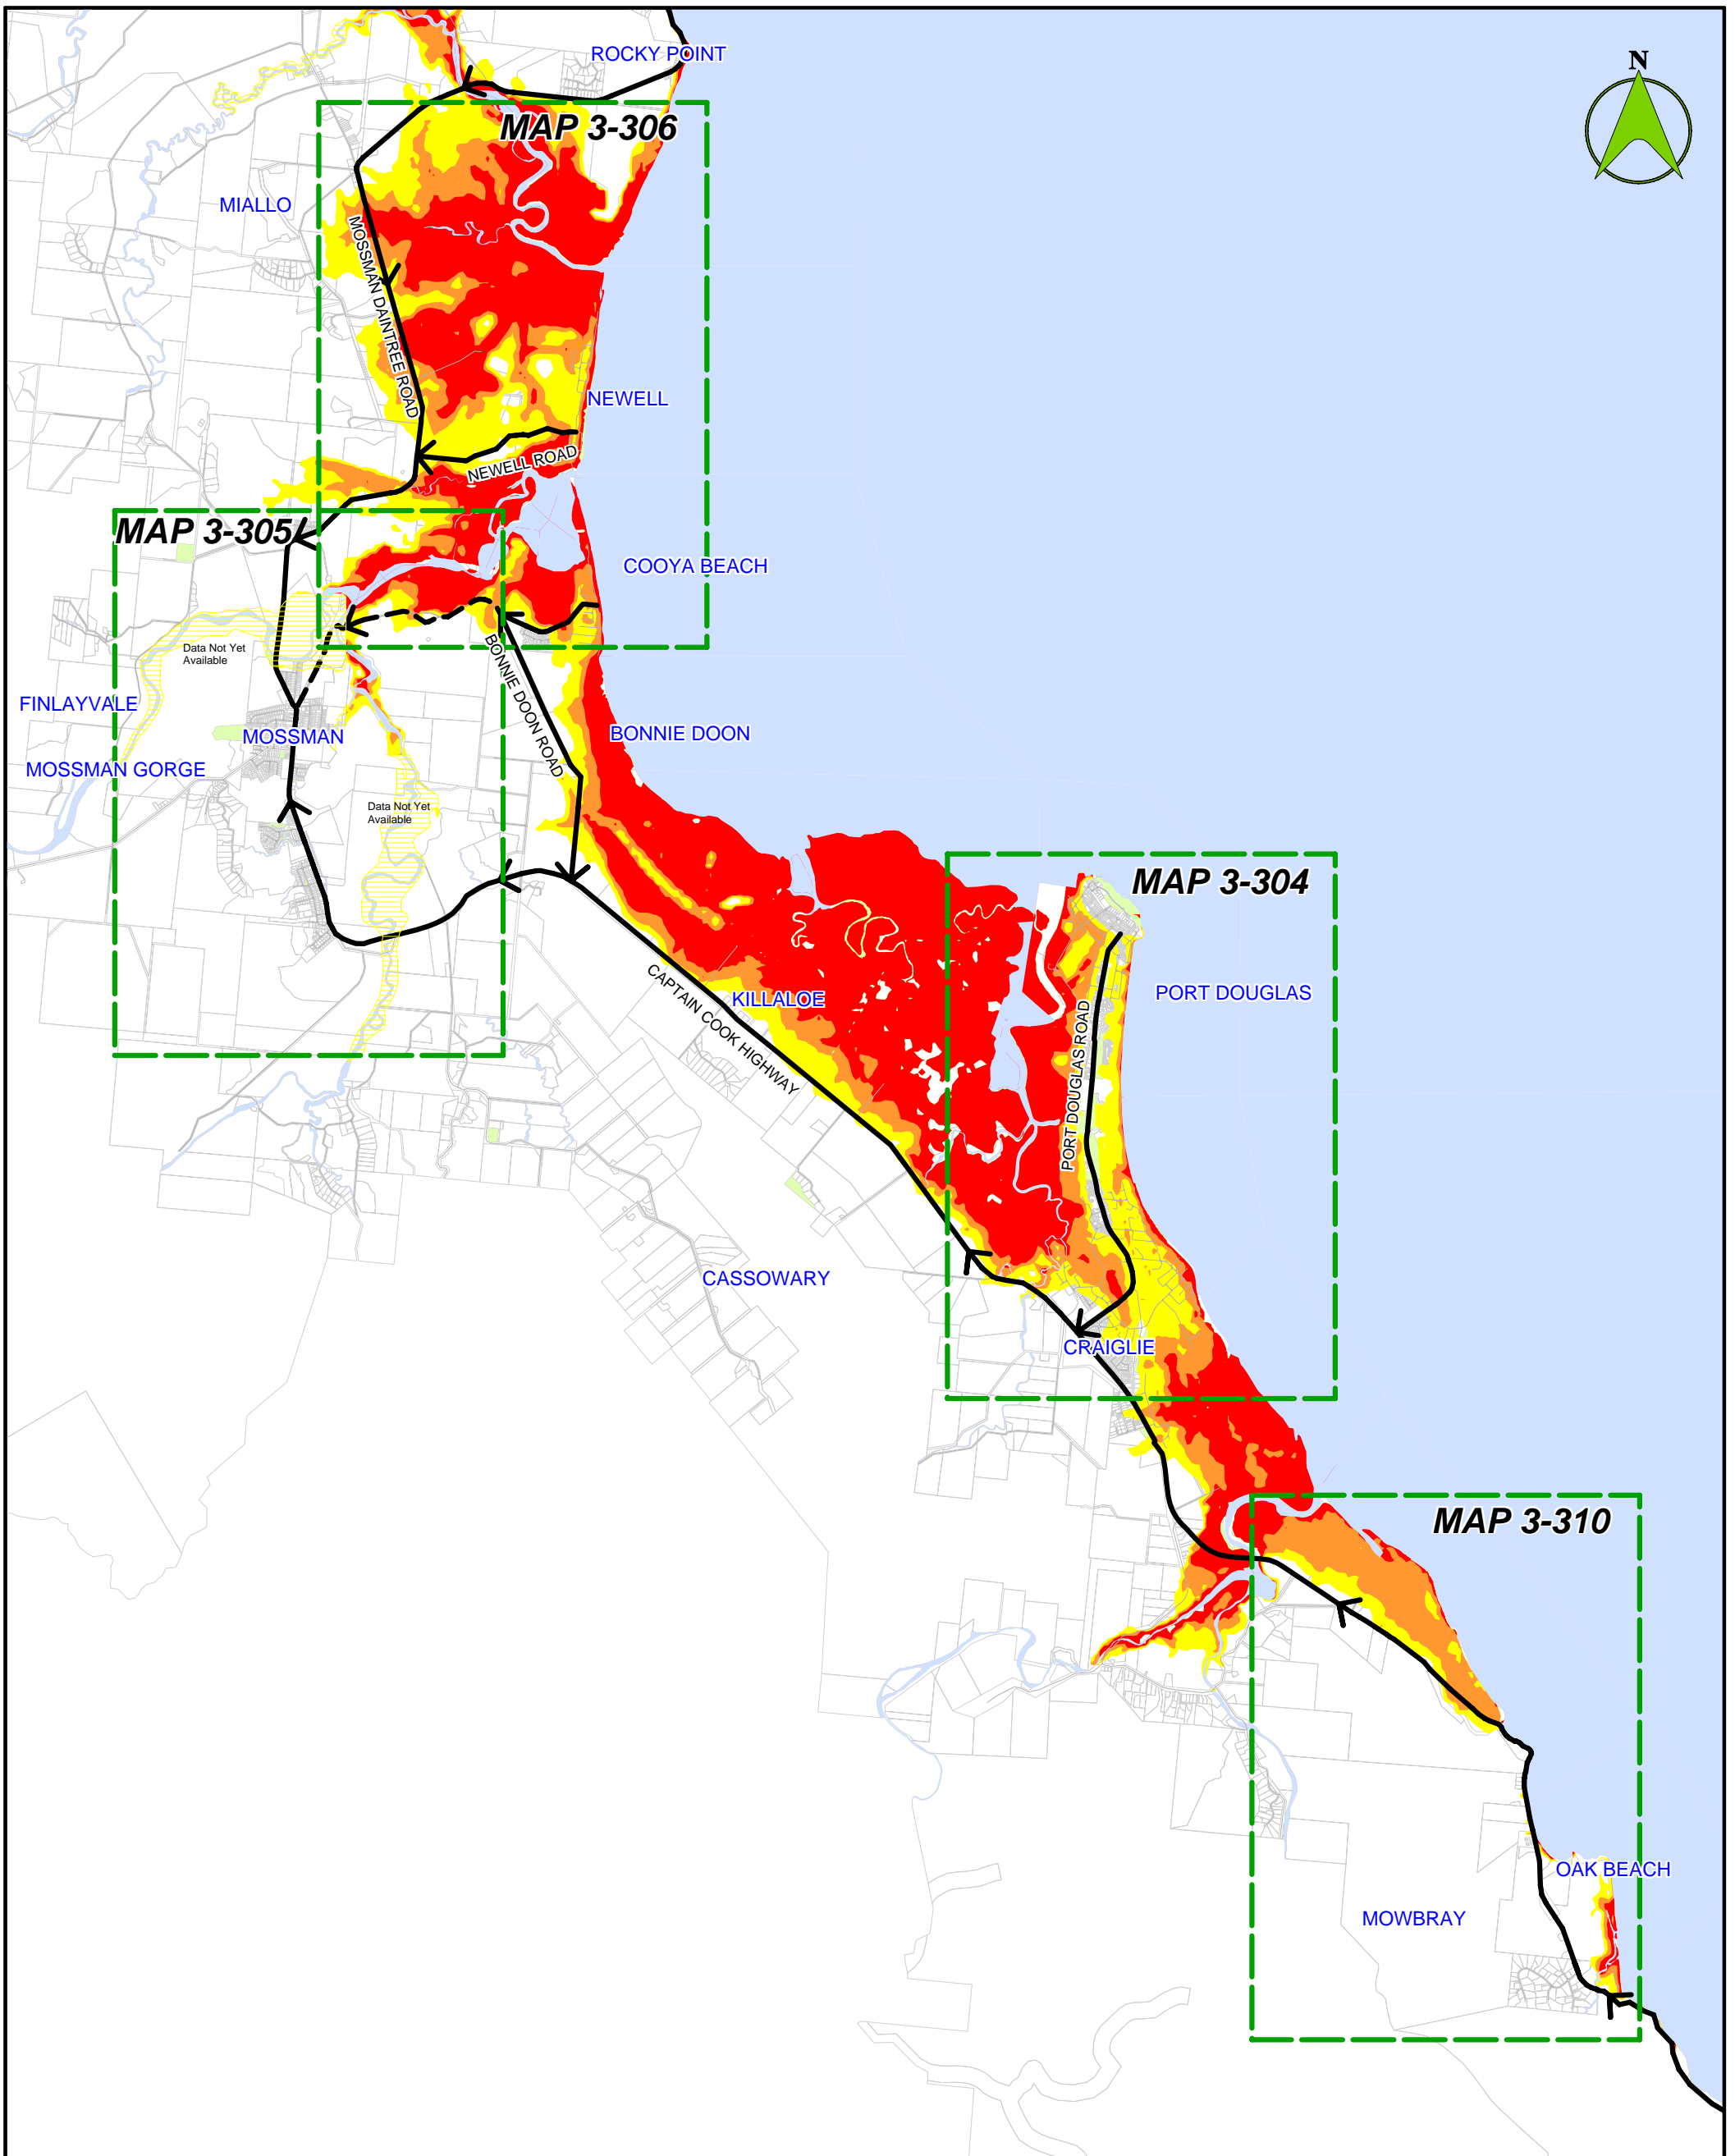 N
ROCKY POINT
MAP 3-306
MIALLO
MOSSMAN DAINTREE ROAD
NEWELL
NEWELL ROAD
MAP 3-305
COOYA BEACH
Data Not Yet
Available
BONNIE DOON ROAD
FINLAYVALE
MOSSMAN
BONNIE DOON
MOSSMAN GORGE
Data Not Yet
Available
MAP 3-304
KILLALOE
PORT DOUGLAS
CAPTAIN COOK HIGHWAY
PORT DOUGLAS ROAD
CASSOWARY
CRAIGLIE
MAP 3-310
OAK BEACH
MOWBRAY